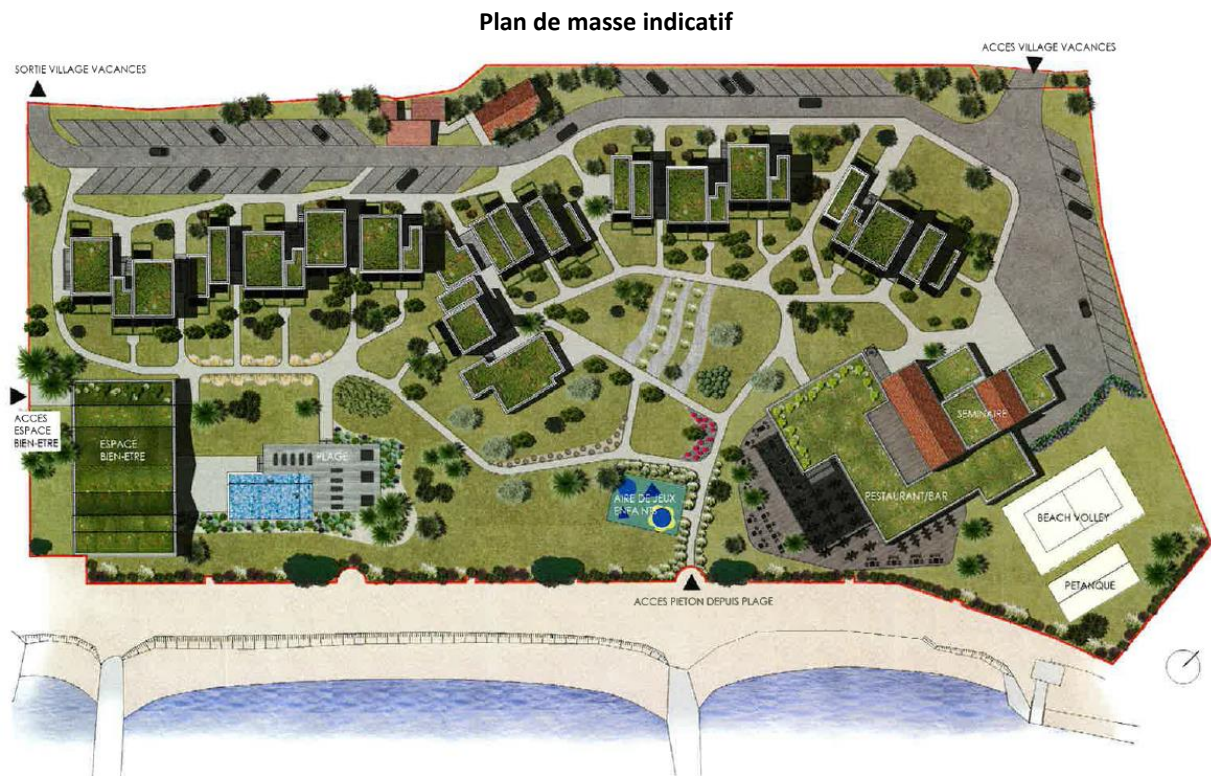 Plan de masse indicatif
ACCES VILLAGE VACANCES
SORTIE VILLAGE VACANCES
ACCES
ESPACE
BIEN-ETRE
ESPACE
BIEN-ETRE
PLAGE
AIRE DE JEUX
ENFANTS
SEMINAIRE
RESTAURANT/BAR
BEACH VOLLEY
PETANQUE
ACCES PIETON DEPUIS PLAGE